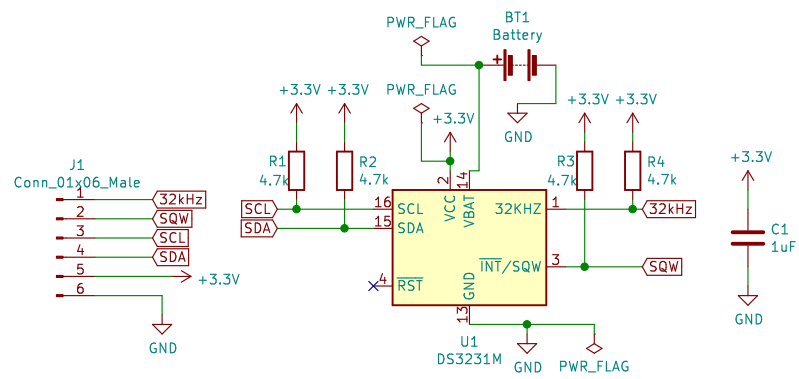 BT1
PWR_FLAG
Battery
+3.3V
+3.3V
PWR_FLAG
+3.3V
GND
+3.3V
+3.3V
R1
4.7k
R2
4.7k
R3
4.7k
R4
4.7k
J1
Conn_01x06_Male
1
32kHz
2
SQW
3
SCL
4
SDA
5
+3.3V
6
GND
SCL
16
SCL
SDA
15
SDA
2
VCC
14
VBAT
32KHZ
1
32kHz
INT/SQW
3
SQW
4
RST
GND
13
U1
DS3231M
GND
PWR_FLAG
+3.3V
C1
1uF
GND